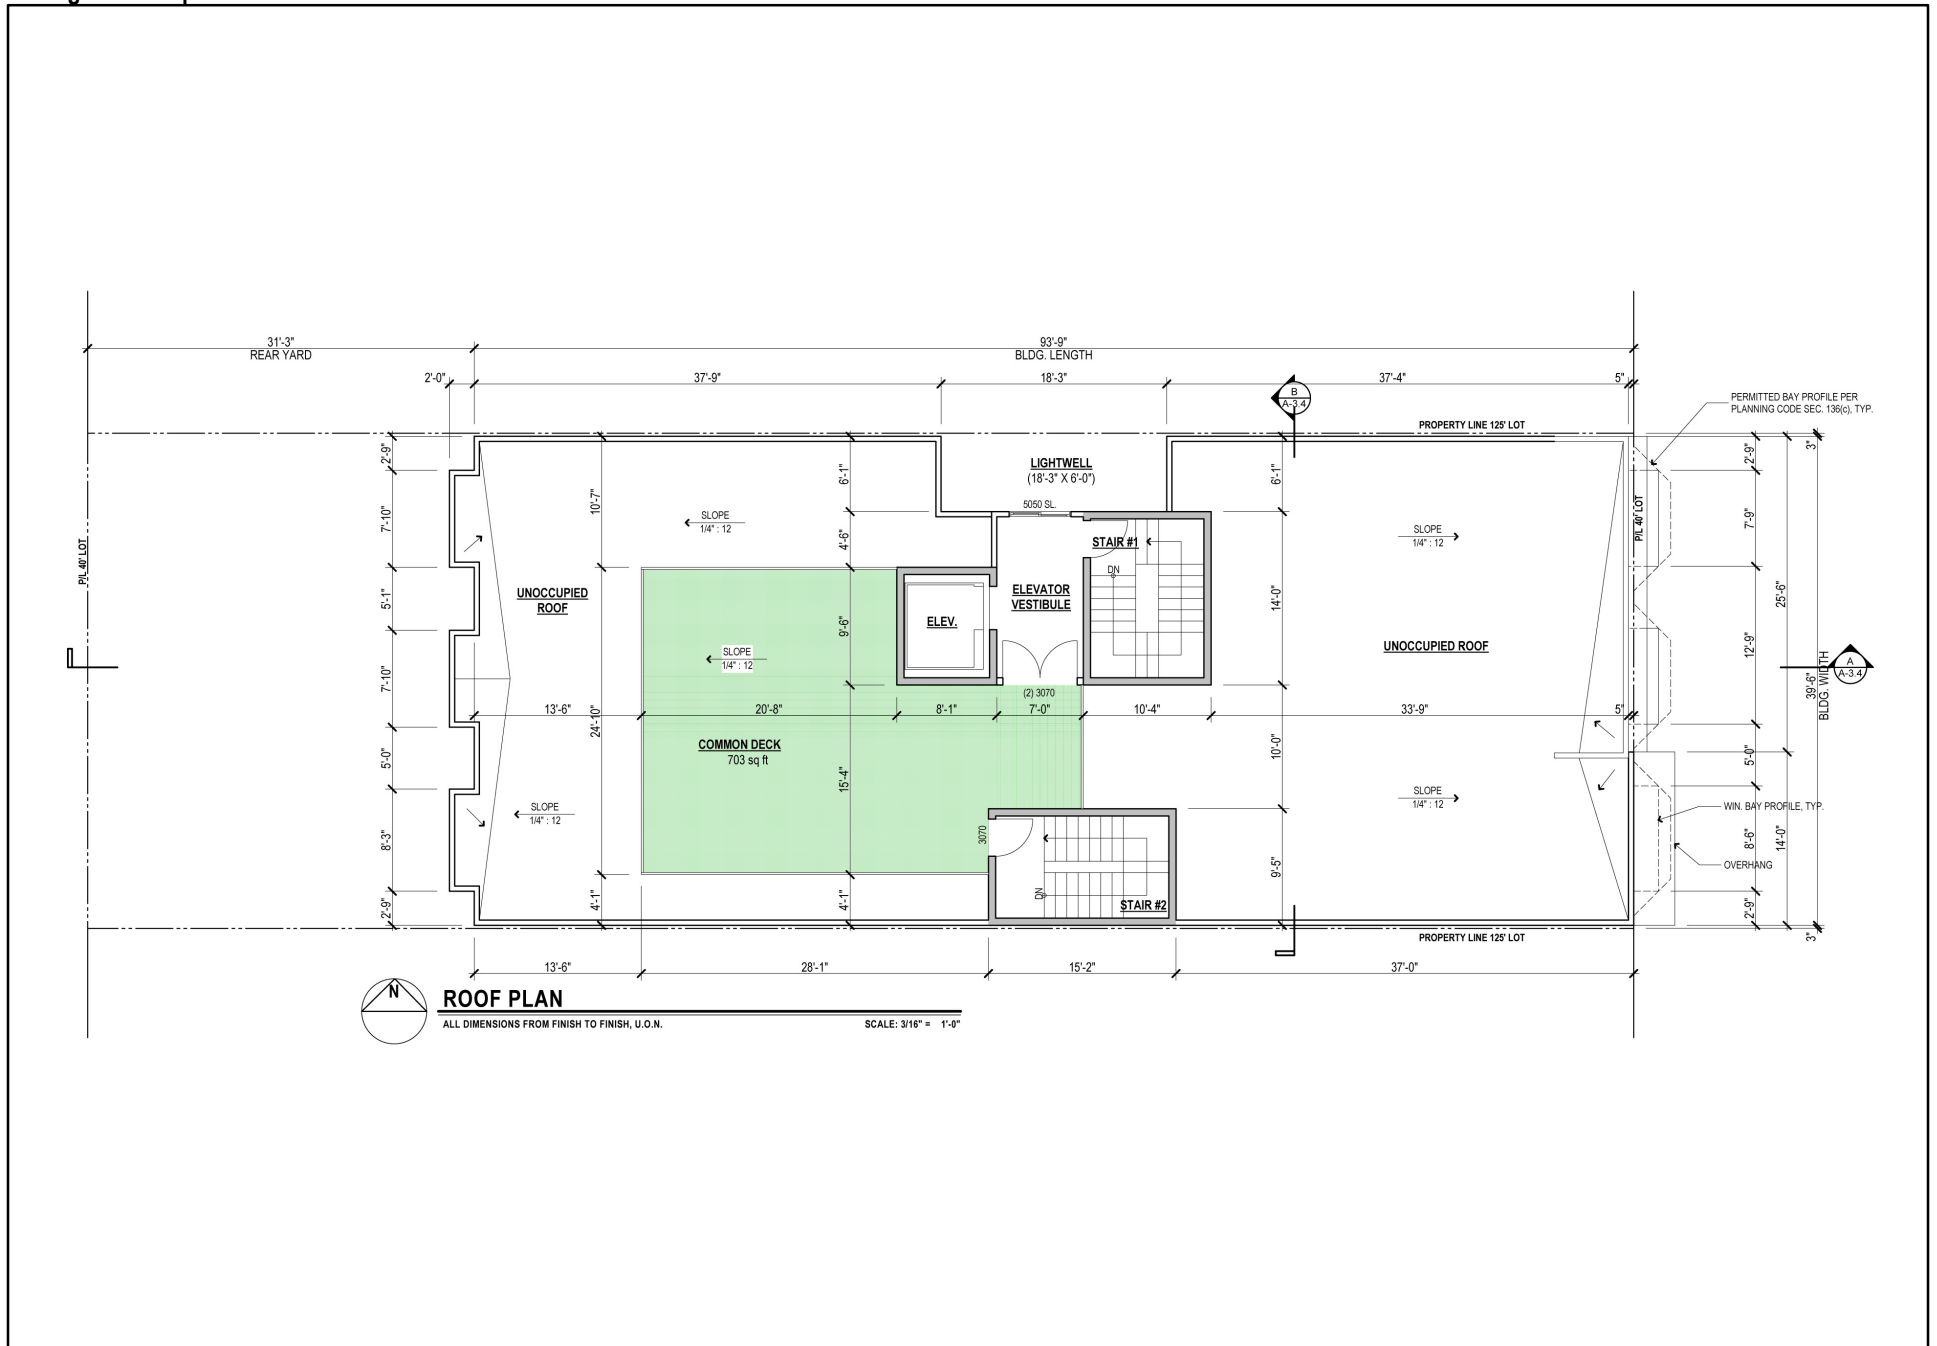 31'-3"
REAR YARD
93'-9"
BLDG. LENGTH
2'-0"
37'-9"
18'-3"
37'-4"
5"
B
A-3.4
PERMITTED BAY PROFILE PER
PLANNING CODE SEC. 136(c), TYP.
PROPERTY LINE 125' LOT
LIGHTWELL
(18'-3" X 6'-0")
5050 SL.
2'-9"
7'-10"
5'-1"
7'-10"
5'-0"
8'-3"
2'-9"
P/L 40' LOT
10'-7"
24'-10"
4'-1"
6'-1"
4'-6"
9'-6"
15'-4"
4'-1"
SLOPE
1/4" : 12
SLOPE
1/4" : 12
STAIR #1
DN
UNOCCUPIED
ROOF
ELEVATOR
VESTIBULE
ELEV.
SLOPE
1/4" : 12
UNOCCUPIED ROOF
(2) 3070
13'-6"
20'-8"
8'-1"
7'-0"
10'-4"
33'-9"
5"
COMMON DECK
703 sq ft
SLOPE
1/4" : 12
SLOPE
1/4" : 12
3070
DN
STAIR #2
6'-1"
14'-0"
10'-0"
9'-5"
P/L 40' LOT
2'-9"
7'-9"
12'-9"
5'-0"
8'-6"
2'-9"
25'-6"
14'-0"
3"
39'-6"
BLDG. WIDTH
3"
A
A-3.4
WIN. BAY PROFILE, TYP.
OVERHANG
PROPERTY LINE 125' LOT
13'-6"
28'-1"
15'-2"
37'-0"
N
ROOF PLAN
ALL DIMENSIONS FROM FINISH TO FINISH, U.O.N.
SCALE: 3/16" = 1'-0"